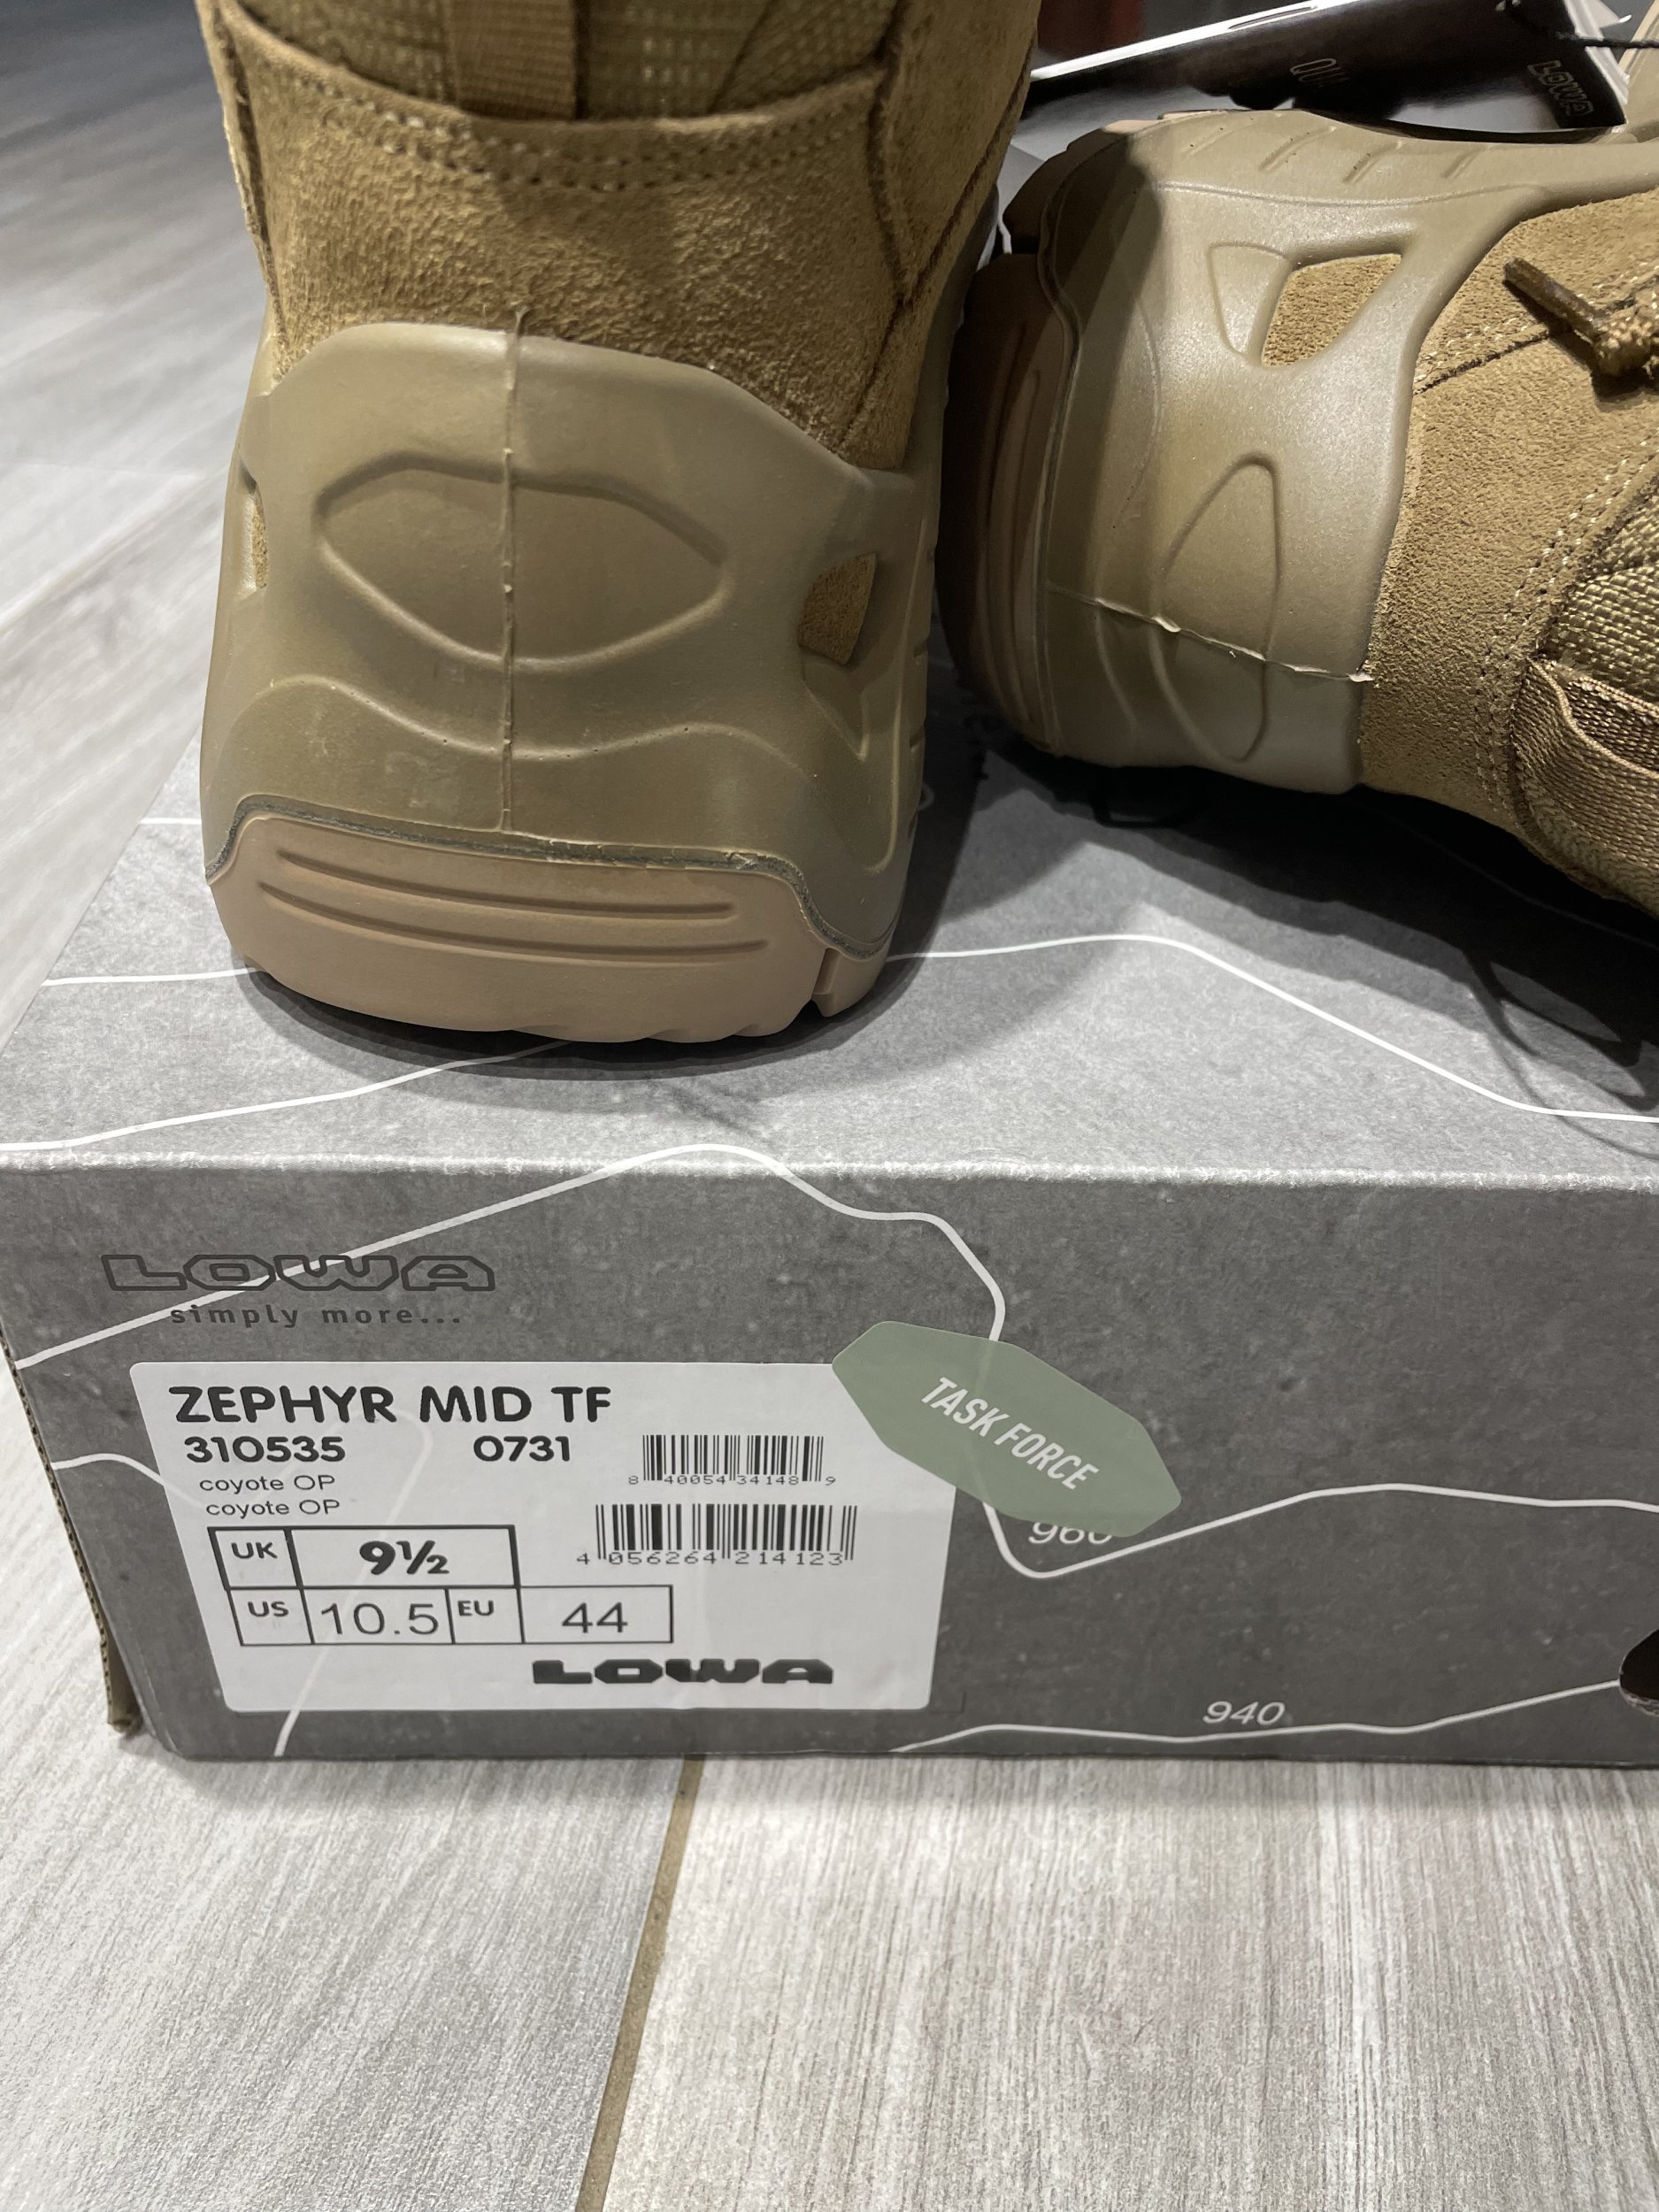 LOWA
LOWA
simply more...
TASK FORCE
ZEPHYR MID TF
310535 0731
8 40054 34148 9
coyote OP
coyote OP
4 056264 214123
UK 9½
US 10.5 EU 44
LOWA
960
940